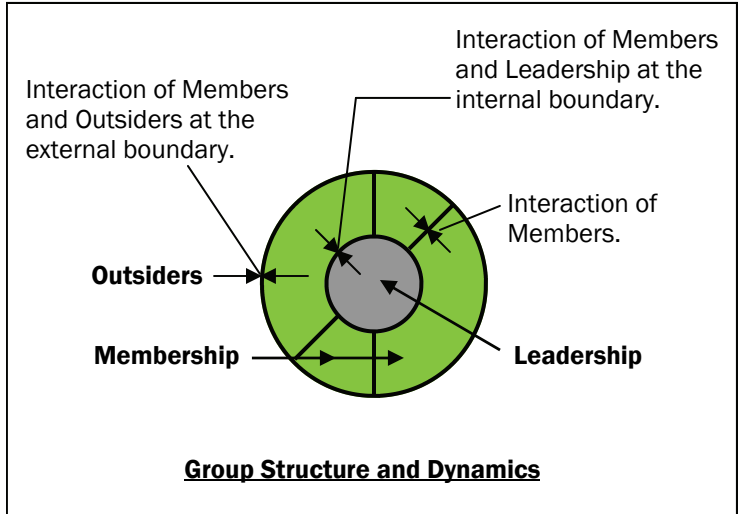 Interaction of Members
and Leadership at the
internal boundary.
Interaction of Members
and Outsiders at the
external boundary.
Interaction of
Members.
Outsiders
Membership
Leadership
Group Structure and Dynamics